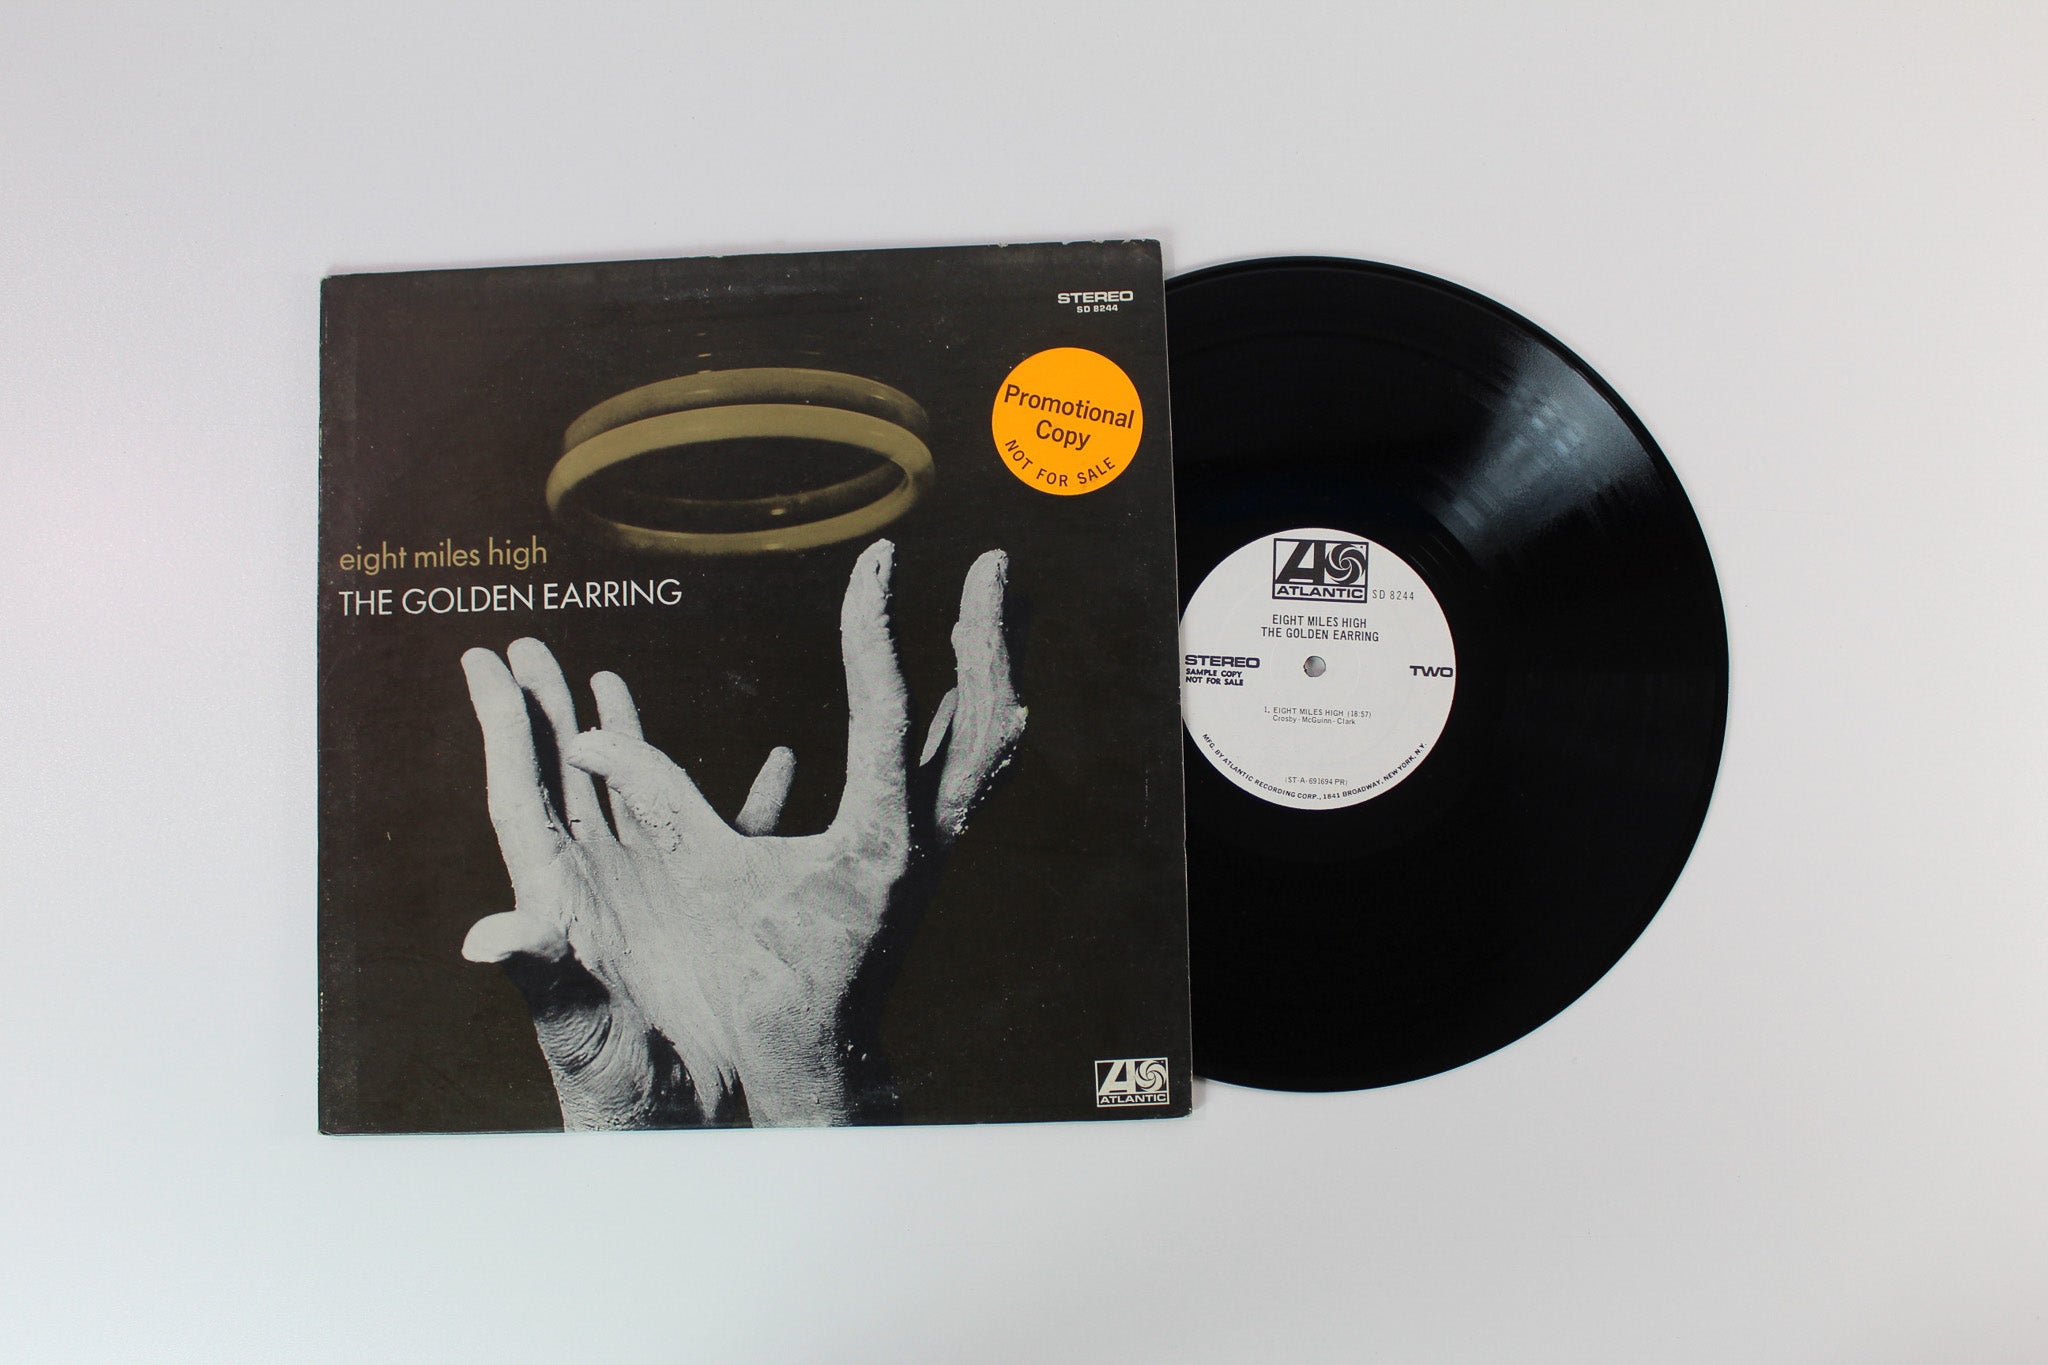 STEREO
SD 8244
Promotional
Copy
NOT FOR SALE
eight miles high
THE GOLDEN EARRING
ATLANTIC
ATLANTIC
SD 8244
EIGHT MILES HIGH
THE GOLDEN EARRING
STEREO
SAMPLE COPY
NOT FOR SALE
TWO
1. EIGHT MILES HIGH (18:57)
Crosby - McGuinn - Clark
(ST-A-691694 PR)
MFG. BY ATLANTIC RECORDING CORP., 1841 BROADWAY, NEW YORK, N.Y.